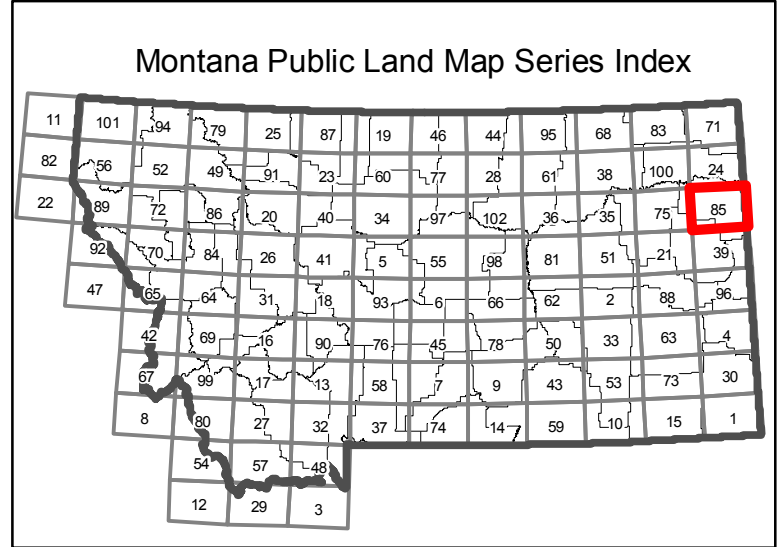 Montana Public Land Map Series Index
11 101 94 79 25 87 19 46 44 95 68 83 71
82 56 52 49 91 23 60 77 28 61 38 100 24
22 89 72 86 20 40 34 97 102 36 35 75 85
92 70 84 26 41 5 55 98 81 51 21 39
47 65 64 31 18 93 6 66 62 2 88 96
42 69 16 90 76 45 78 50 33 63 4
67 99 17 13 58 7 9 43 53 73 30
8 80 27 32 37 74 14 59 10 15 1
54 57 48
12 29 3